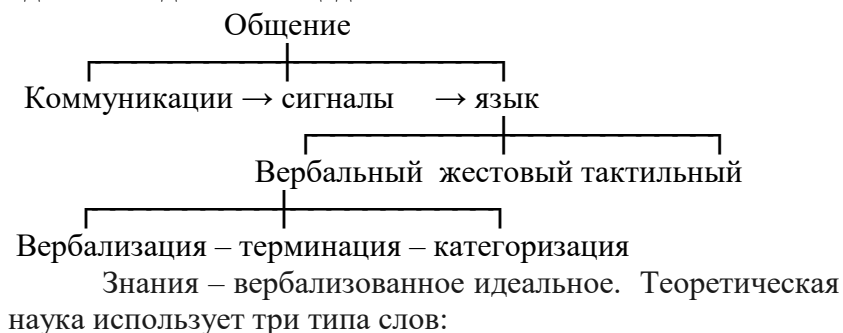 Общение
Коммуникации → сигналы → язык
Вербальный жестовый тактильный
Вербализация – терминация – категоризация
Знания – вербализованное идеальное. Теоретическая
наука использует три типа слов: